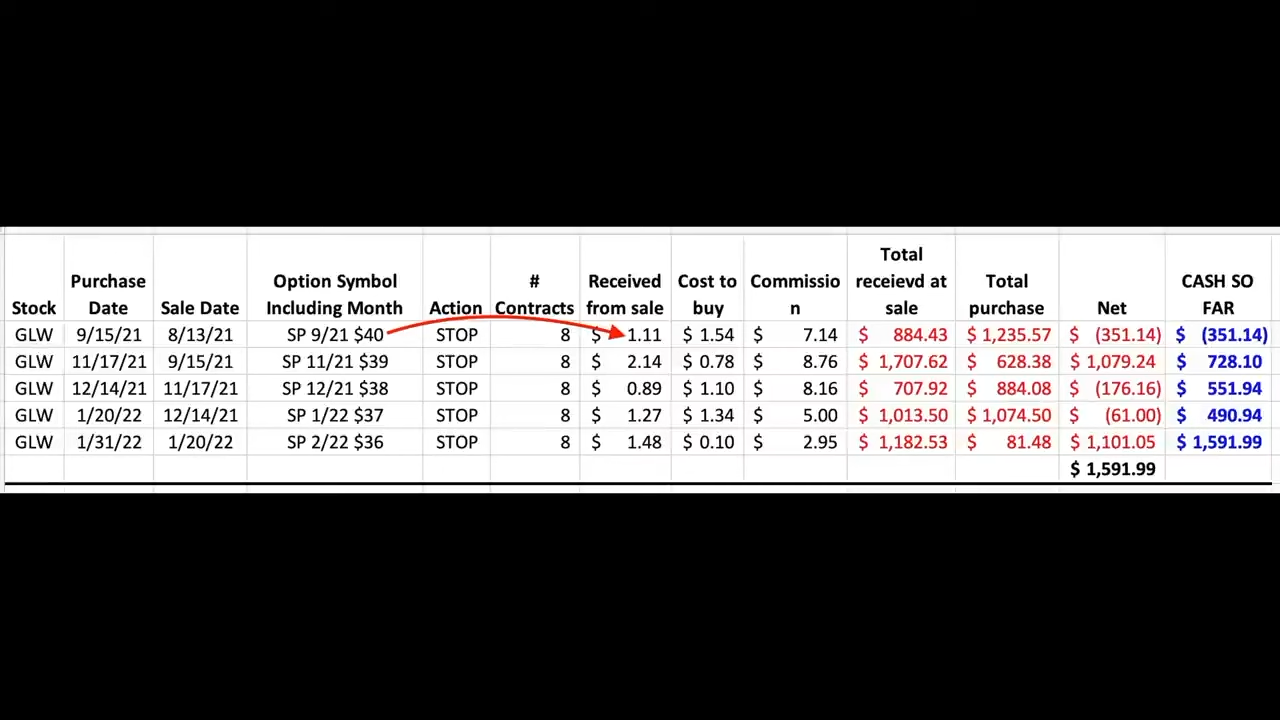 Stock Purchase Date Sale Date Option Symbol Including Month Action # Contracts Received from sale Cost to buy Commissio n Total receievd at sale Total purchase Net CASH SO FAR
GLW 9/15/21 8/13/21 SP 9/21 $40 STOP 8 $ 1.11 $ 1.54 $ 7.14 $ 884.43 $ 1,235.57 $ (351.14) $ (351.14)
GLW 11/17/21 9/15/21 SP 11/21 $39 STOP 8 $ 2.14 $ 0.78 $ 8.76 $ 1,707.62 $ 628.38 $ 1,079.24 $ 728.10
GLW 12/14/21 11/17/21 SP 12/21 $38 STOP 8 $ 0.89 $ 1.10 $ 8.16 $ 707.92 $ 884.08 $ (176.16) $ 551.94
GLW 1/20/22 12/14/21 SP 1/22 $37 STOP 8 $ 1.27 $ 1.34 $ 5.00 $ 1,013.50 $ 1,074.50 $ (61.00) $ 490.94
GLW 1/31/22 1/20/22 SP 2/22 $36 STOP 8 $ 1.48 $ 0.10 $ 2.95 $ 1,182.53 $ 81.48 $ 1,101.05 $ 1,591.99
$ 1,591.99